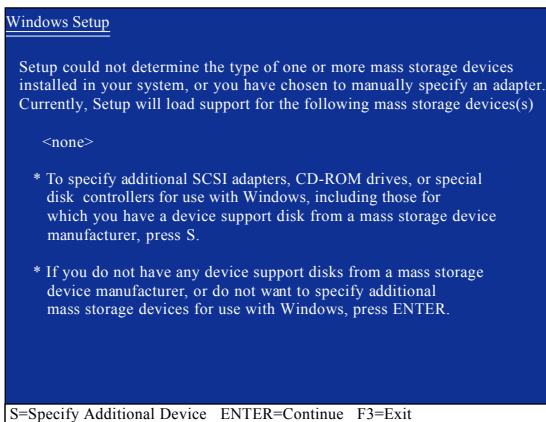 Windows Setup
Setup could not determine the type of one or more mass storage devices
installed in your system, or you have chosen to manually specify an adapter.
Currently, Setup will load support for the following mass storage devices(s)
<none>
* To specify additional SCSI adapters, CD-ROM drives, or special
disk controllers for use with Windows, including those for
which you have a device support disk from a mass storage device
manufacturer, press S.
* If you do not have any device support disks from a mass storage
device manufacturer, or do not want to specify additional
mass storage devices for use with Windows, press ENTER.
S=Specify Additional Device ENTER=Continue F3=Exit